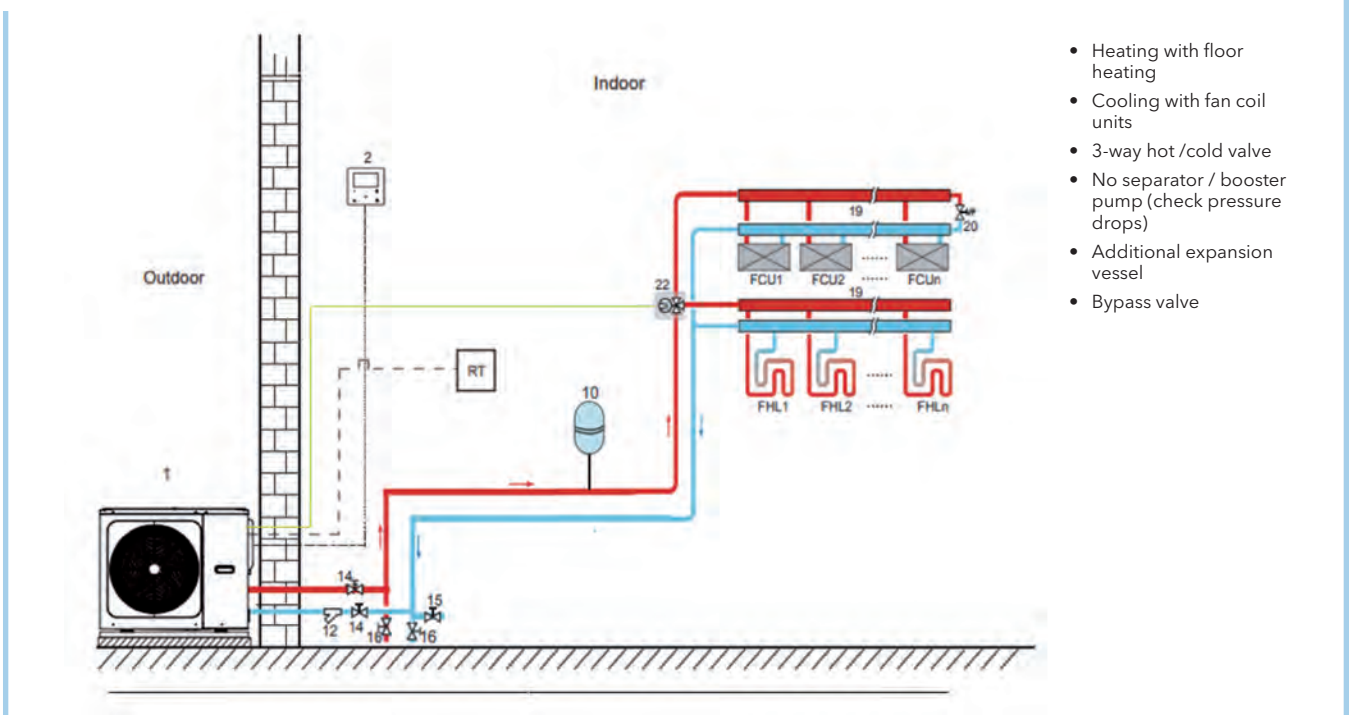 Indoor
2
Outdoor
19
20
FCU1 FCU2 ...... FCUn
......
22
19
RT
10
FHL1 FHL2 ...... FHLn
......
1
14
15
12
14
16
16
• Heating with floor
heating
• Cooling with fan coil
units
• 3-way hot /cold valve
• No separator / booster
pump (check pressure
drops)
• Additional expansion
vessel
• Bypass valve